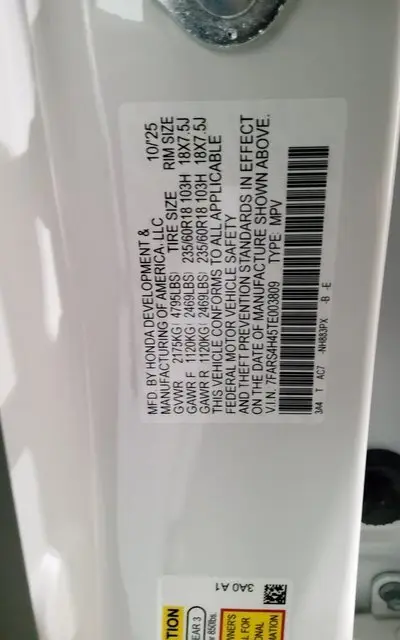 MFD. BY HONDA DEVELOPMENT &
MANUFACTURING OF AMERICA, LLC 10/'25
TIRE SIZE RIM SIZE
GVWR 2175KG( 4795LBS)
GAWR F 1120KG( 2469LBS) 235/60R18 103H 18X7.5J
GAWR R 1120KG( 2469LBS) 235/60R18 103H 18X7.5J
THIS VEHICLE CONFORMS TO ALL APPLICABLE
FEDERAL MOTOR VEHICLE SAFETY
AND THEFT PREVENTION STANDARDS IN EFFECT
ON THE DATE OF MANUFACTURE SHOWN ABOVE.
V.I.N. 7FARS4H45TE003809 TYPE: MPV
3A4 T AC7 -NH883PX -B -E
3A0 A1